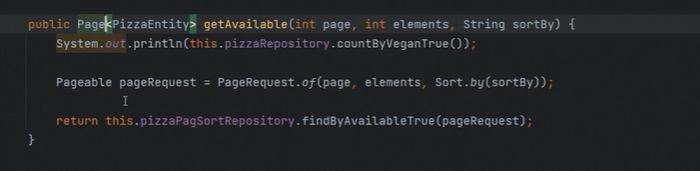 public Page<PizzaEntity> getAvailable(int page, int elements, String sortBy) {
System.out.println(this.pizzaRepository.countByVeganTrue());
Pageable pageRequest = PageRequest.of(page, elements, Sort.by(sortBy));
return this.pizzaPagSortRepository.findByAvailableTrue(pageRequest);
}